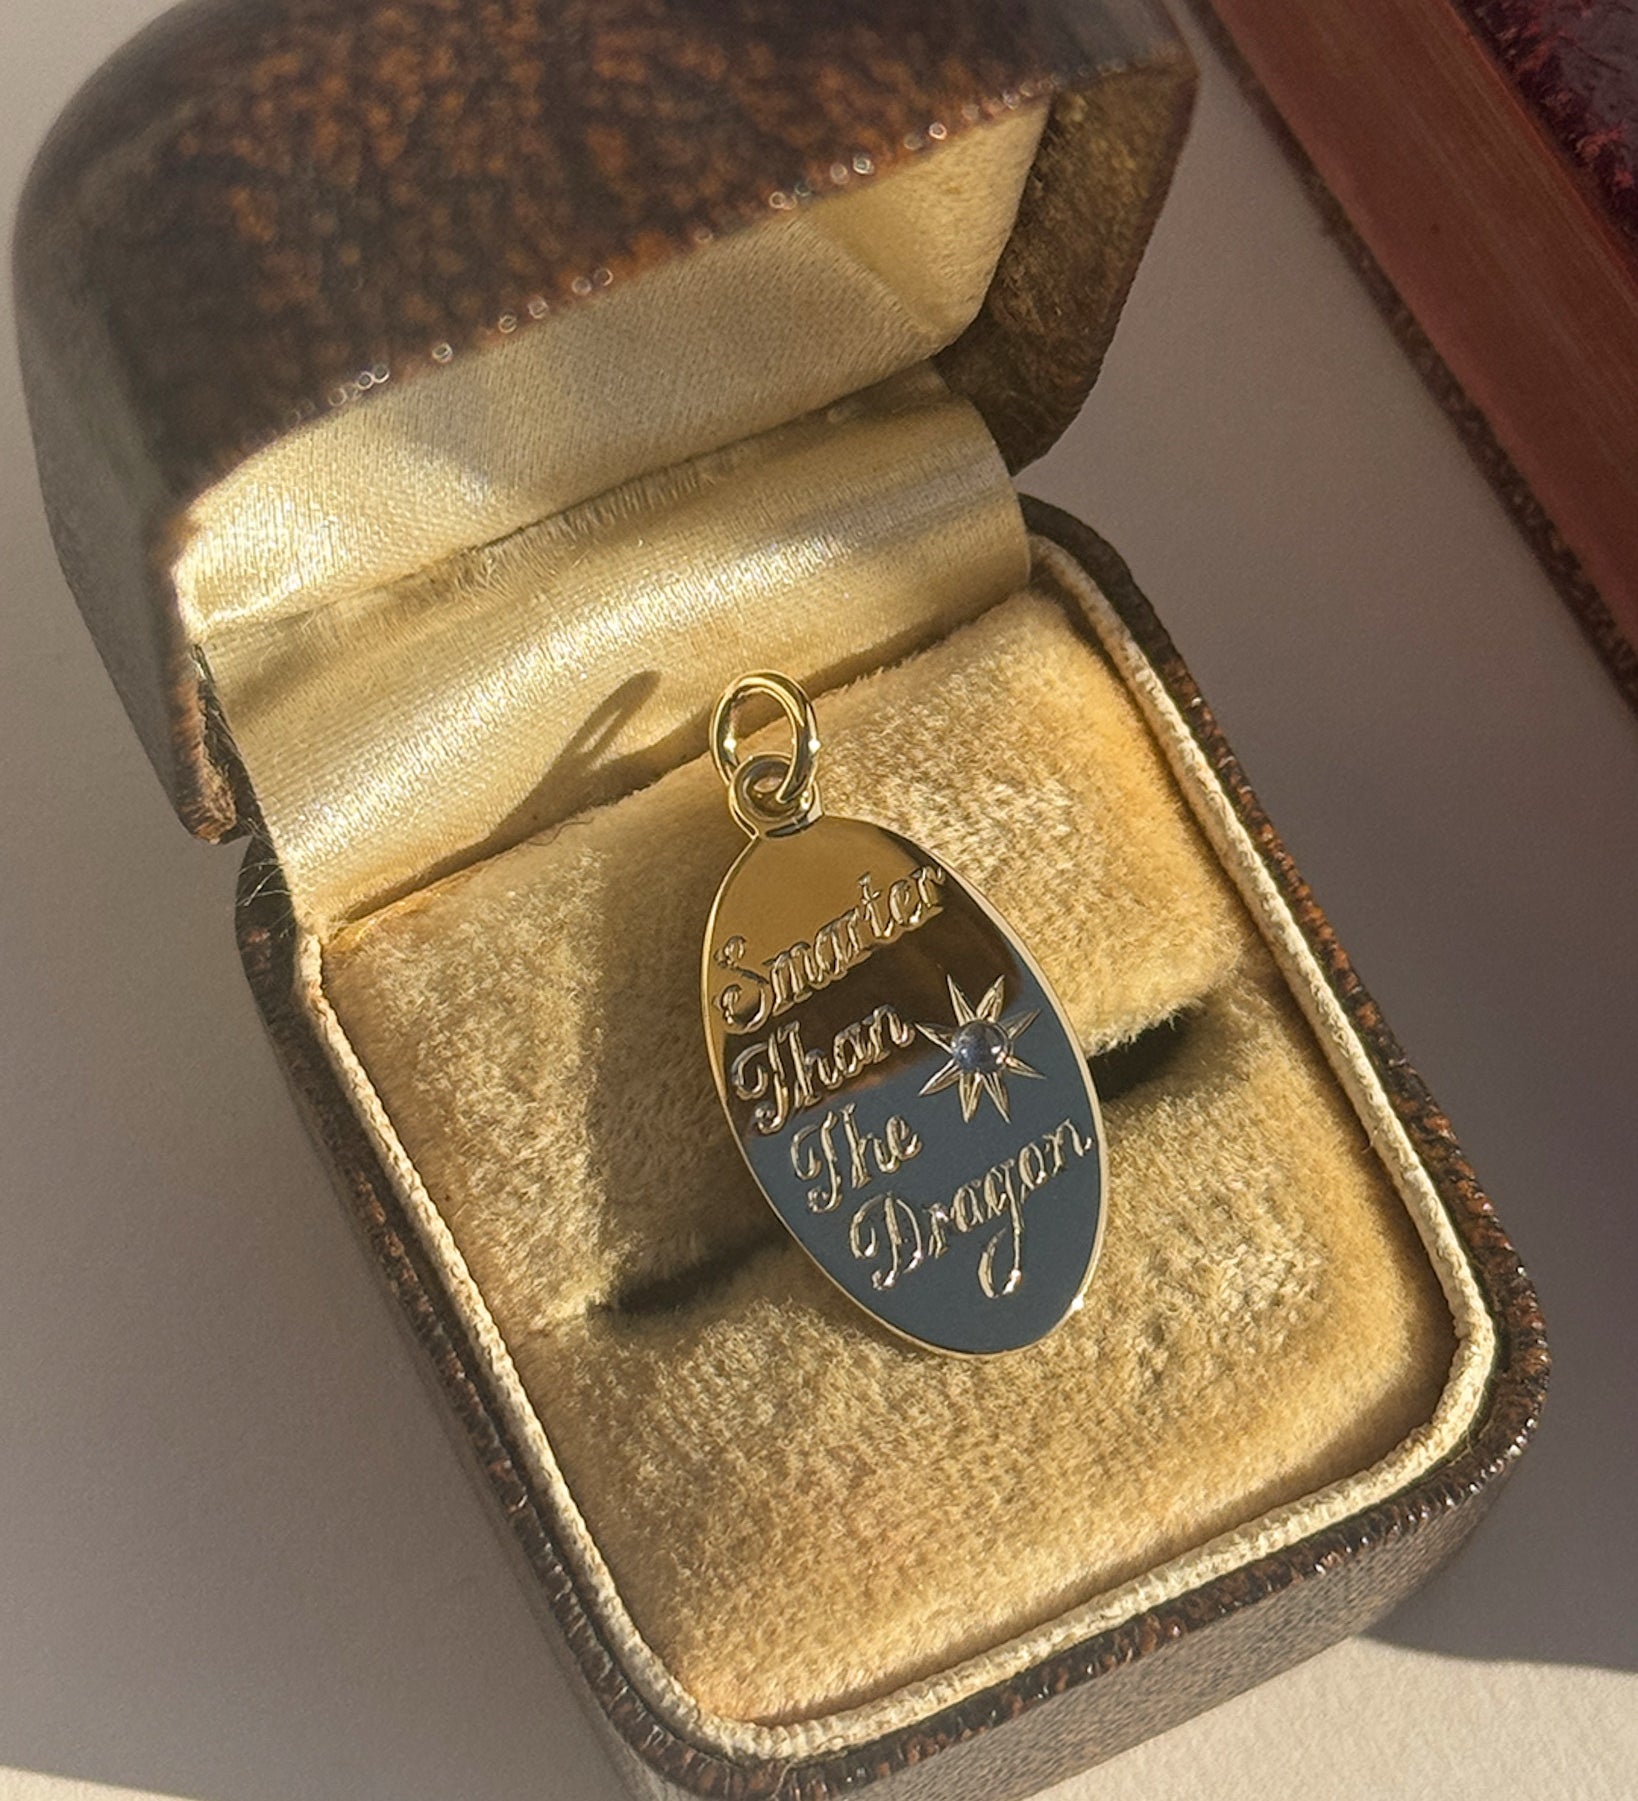 Smarter
Than
The
Dragon